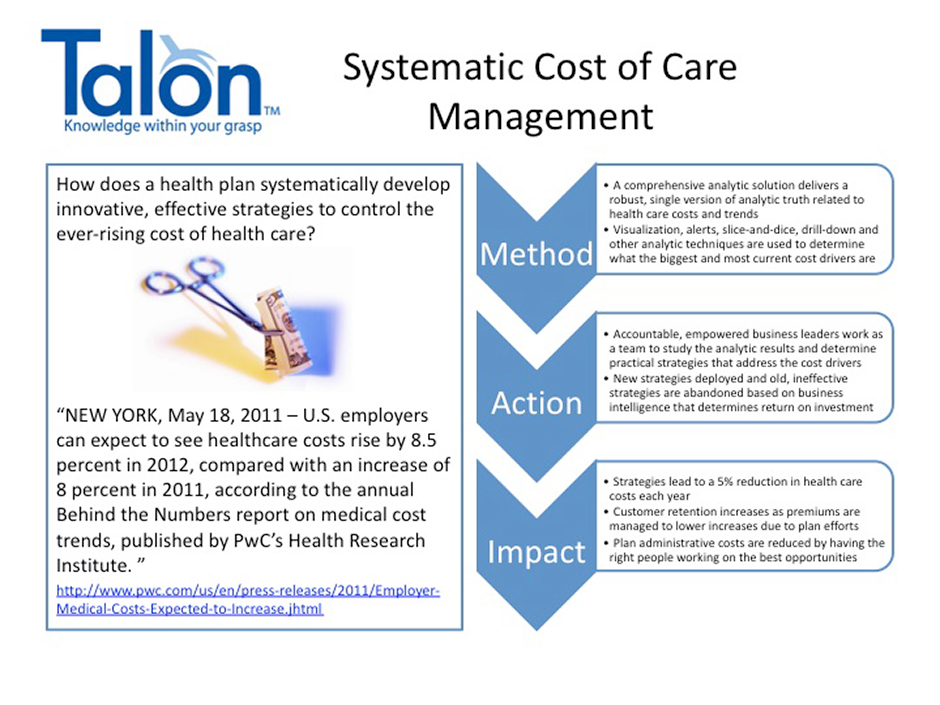 Talon™
Knowledge within your grasp
Systematic Cost of Care
Management
How does a health plan systematically develop
innovative, effective strategies to control the
ever-rising cost of health care?
“NEW YORK, May 18, 2011 – U.S. employers
can expect to see healthcare costs rise by 8.5
percent in 2012, compared with an increase of
8 percent in 2011, according to the annual
Behind the Numbers report on medical cost
trends, published by PwC’s Health Research
Institute. ”
http://www.pwc.com/us/en/press-releases/2011/Employer-
Medical-Costs-Expected-to-Increase.jhtml
Method
• A comprehensive analytic solution delivers a
robust, single version of analytic truth related to
health care costs and trends
• Visualization, alerts, slice-and-dice, drill-down and
other analytic techniques are used to determine
what the biggest and most current cost drivers are
Action
• Accountable, empowered business leaders work as
a team to study the analytic results and determine
practical strategies that address the cost drivers
• New strategies deployed and old, ineffective
strategies are abandoned based on business
intelligence that determines return on investment
Impact
• Strategies lead to a 5% reduction in health care
costs each year
• Customer retention increases as premiums are
managed to lower increases due to plan efforts
• Plan administrative costs are reduced by having the
right people working on the best opportunities